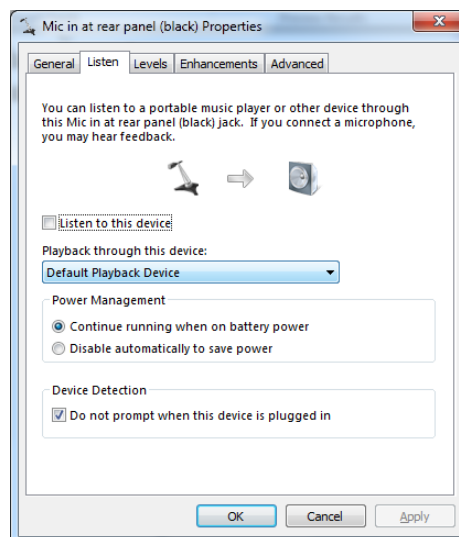 Mic in at rear panel (black) Properties
General Listen Levels Enhancements Advanced
You can listen to a portable music player or other device through
this Mic in at rear panel (black) jack. If you connect a microphone,
you may hear feedback.
Listen to this device
Playback through this device:
Default Playback Device
Power Management
Continue running when on battery power
Disable automatically to save power
Device Detection
Do not prompt when this device is plugged in
OK Cancel Apply